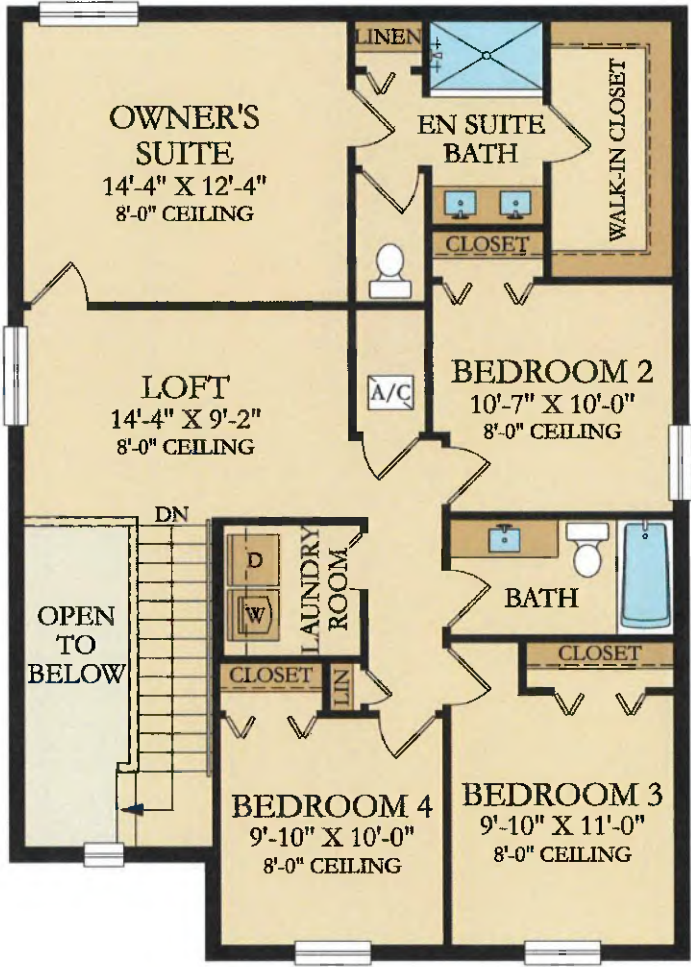 LINEN
OWNER'S
SUITE
14'-4" X 12'-4"
8'-0" CEILING
EN SUITE
BATH
WALK-IN CLOSET
CLOSET
LOFT
14'-4" X 9'-2"
8'-0" CEILING
A/C
BEDROOM 2
10'-7" X 10'-0"
8'-0" CEILING
DN
OPEN
TO
BELOW
D
W
LAUNDRY
ROOM
BATH
CLOSET
LIN
CLOSET
BEDROOM 4
9'-10" X 10'-0"
8'-0" CEILING
BEDROOM 3
9'-10" X 11'-0"
8'-0" CEILING